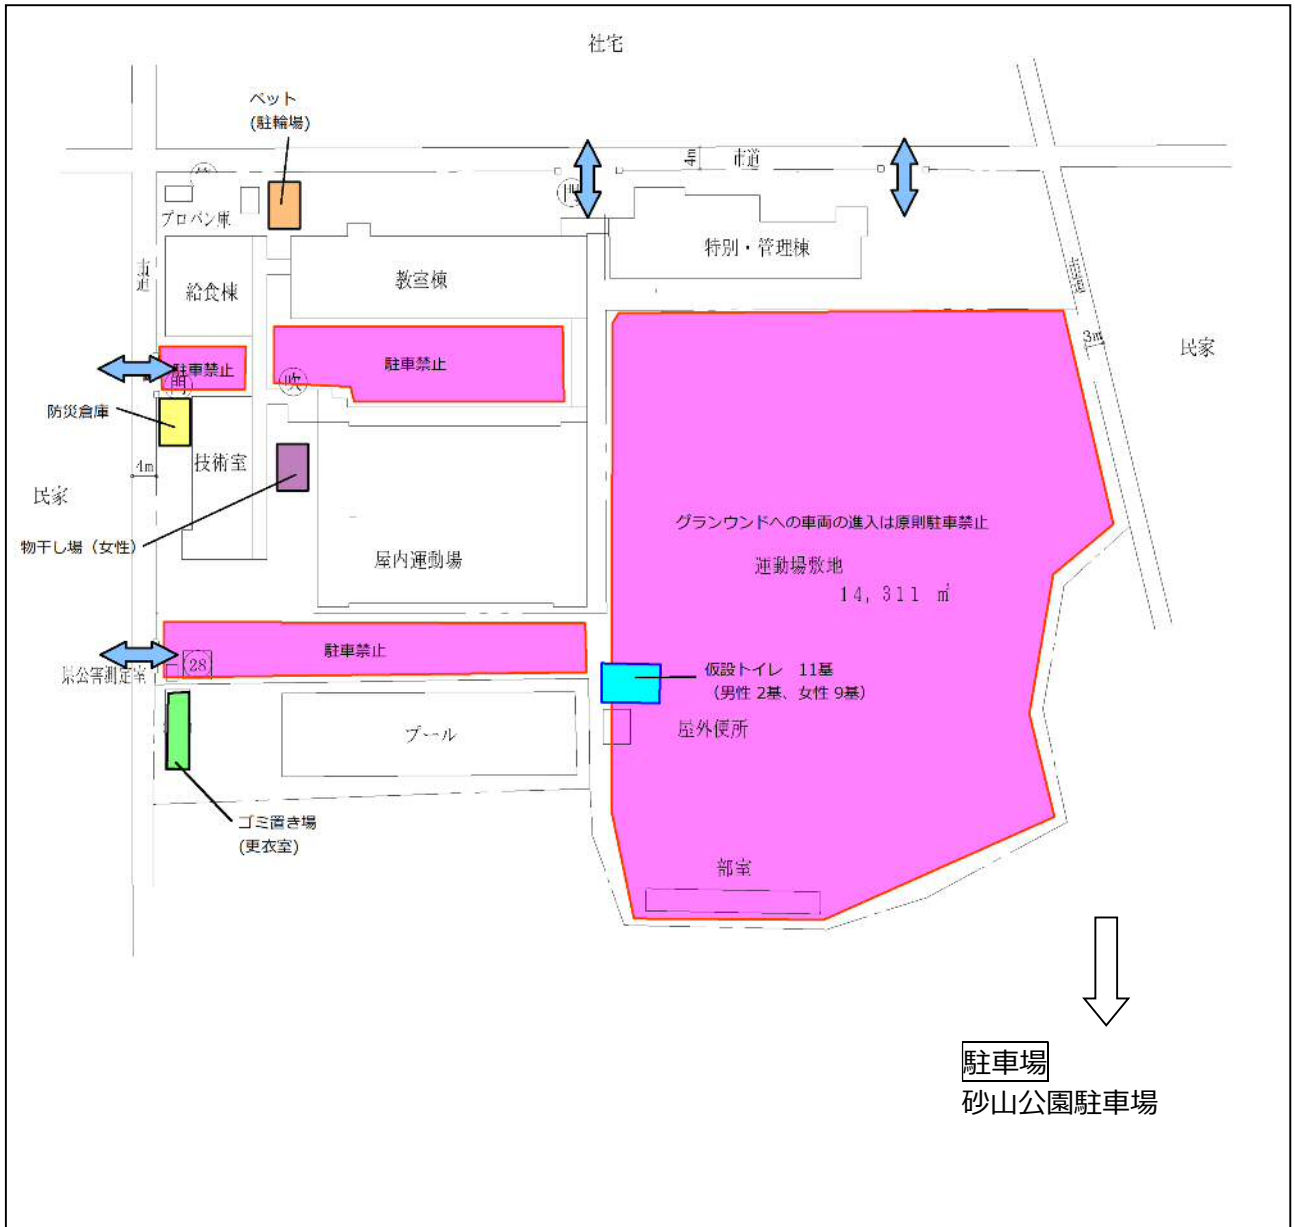 社宅
ペット
(駐輪場)
4m
市道
門
プロパン庫
市道
給食棟
教室棟
特別・管理棟
3m
民家
駐車禁止
駐車禁止
門
吹
防災倉庫
4m
技術室
民家
物干し場（女性）
グランウンドへの車両の進入は原則駐車禁止
屋内運動場
運動場敷地
14,311 ㎡
駐車禁止
県公害測定室
28
仮設トイレ　11基
（男性 2基、女性 9基）
屋外便所
プール
ゴミ置き場
(更衣室)
部室
駐車場
砂山公園駐車場